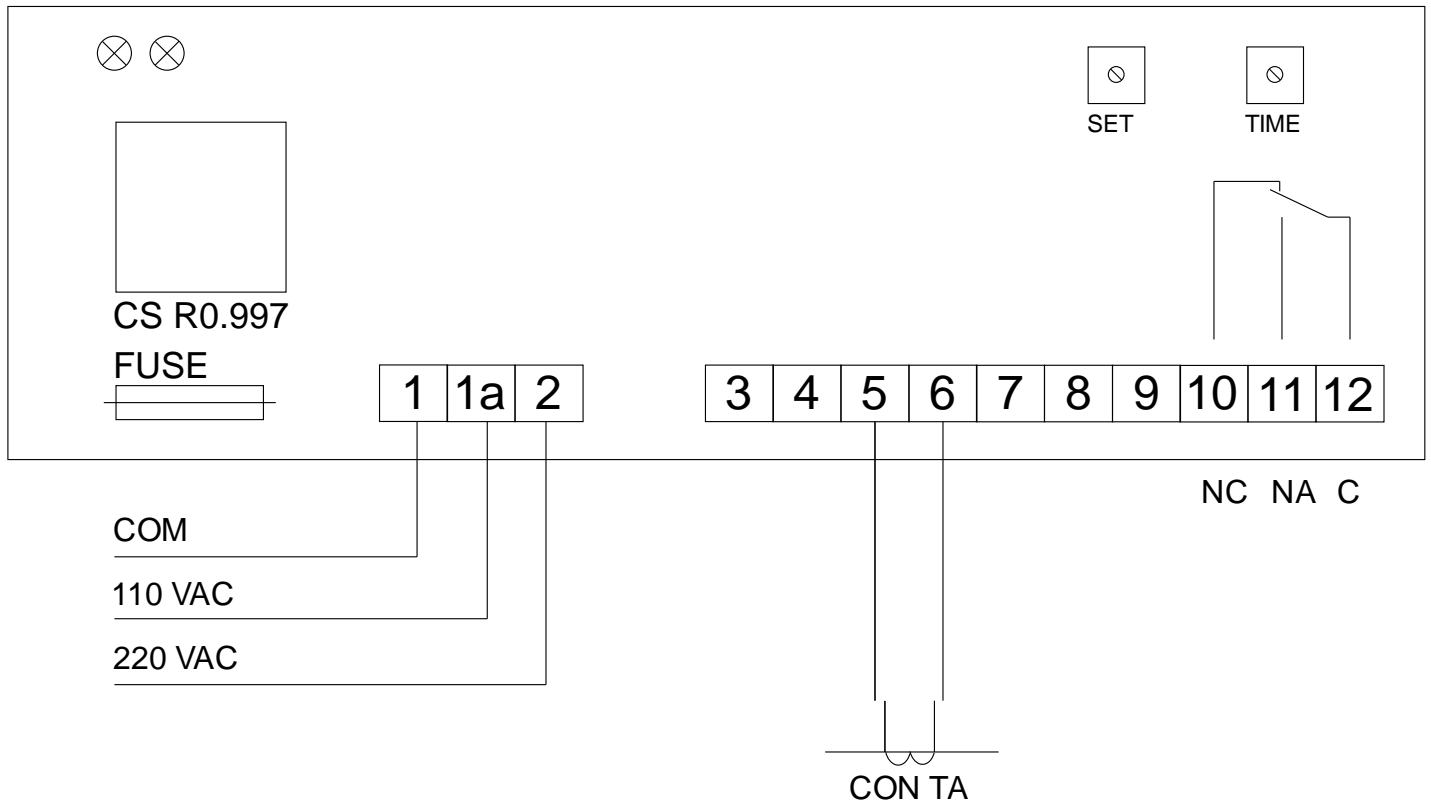 SET TIME
CS R0.997
FUSE
1 1a 2 3 4 5 6 7 8 9 10 11 12
NC NA C
COM
110 VAC
220 VAC
CON TA